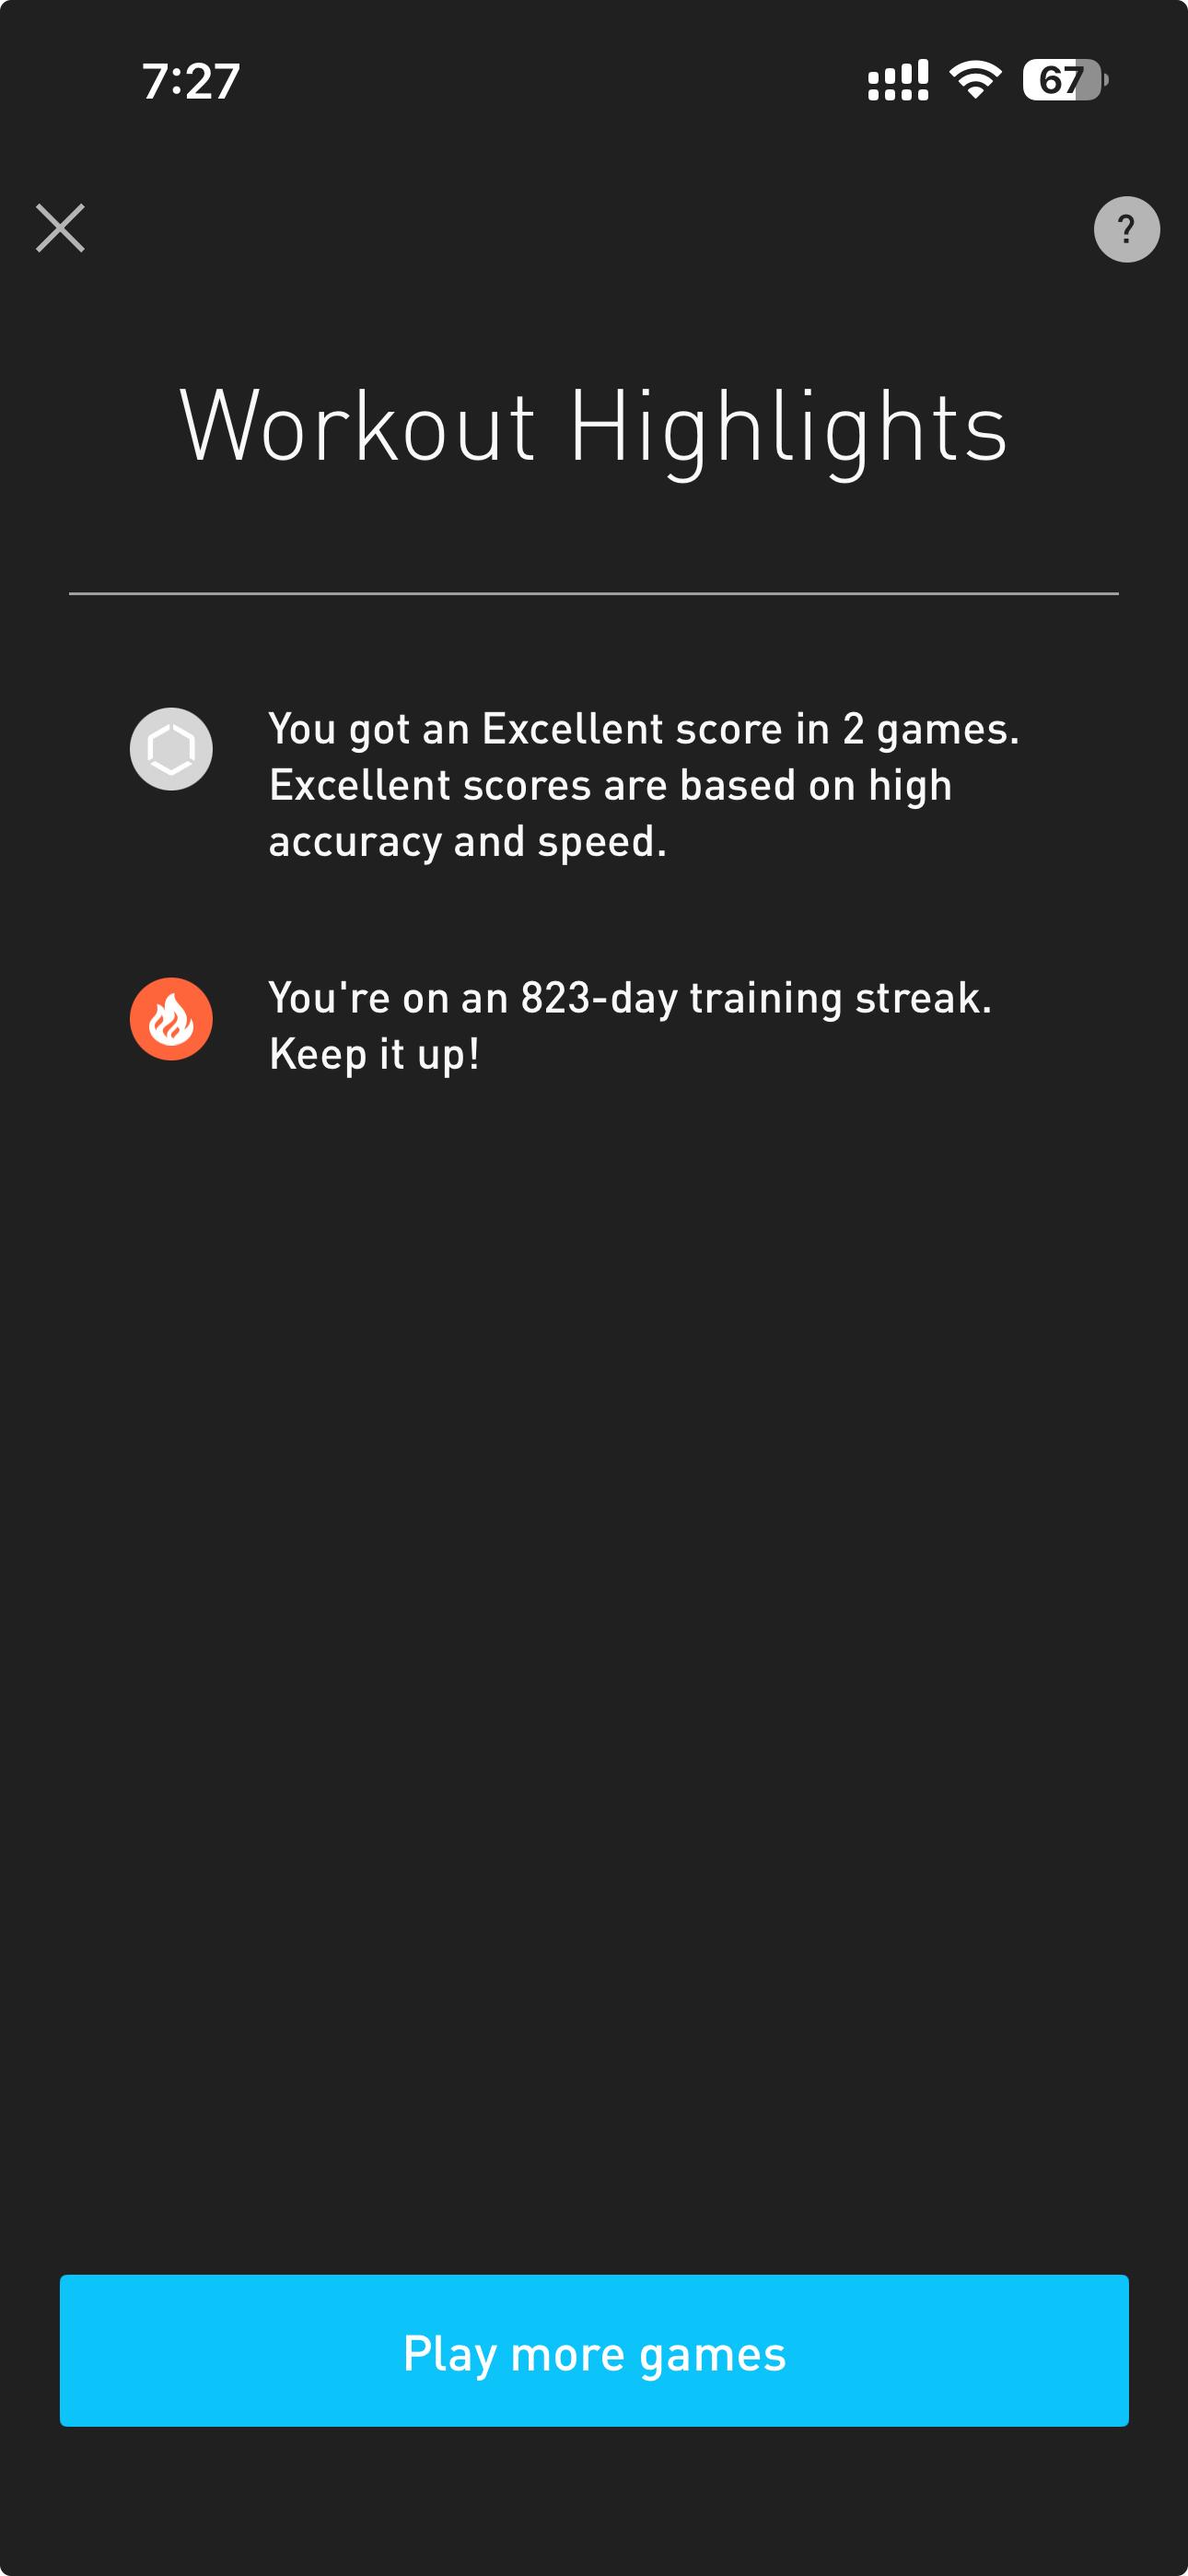 7:27
67
?
Workout Highlights
You got an Excellent score in 2 games.
Excellent scores are based on high
accuracy and speed.
You're on an 823-day training streak.
Keep it up!
Play more games